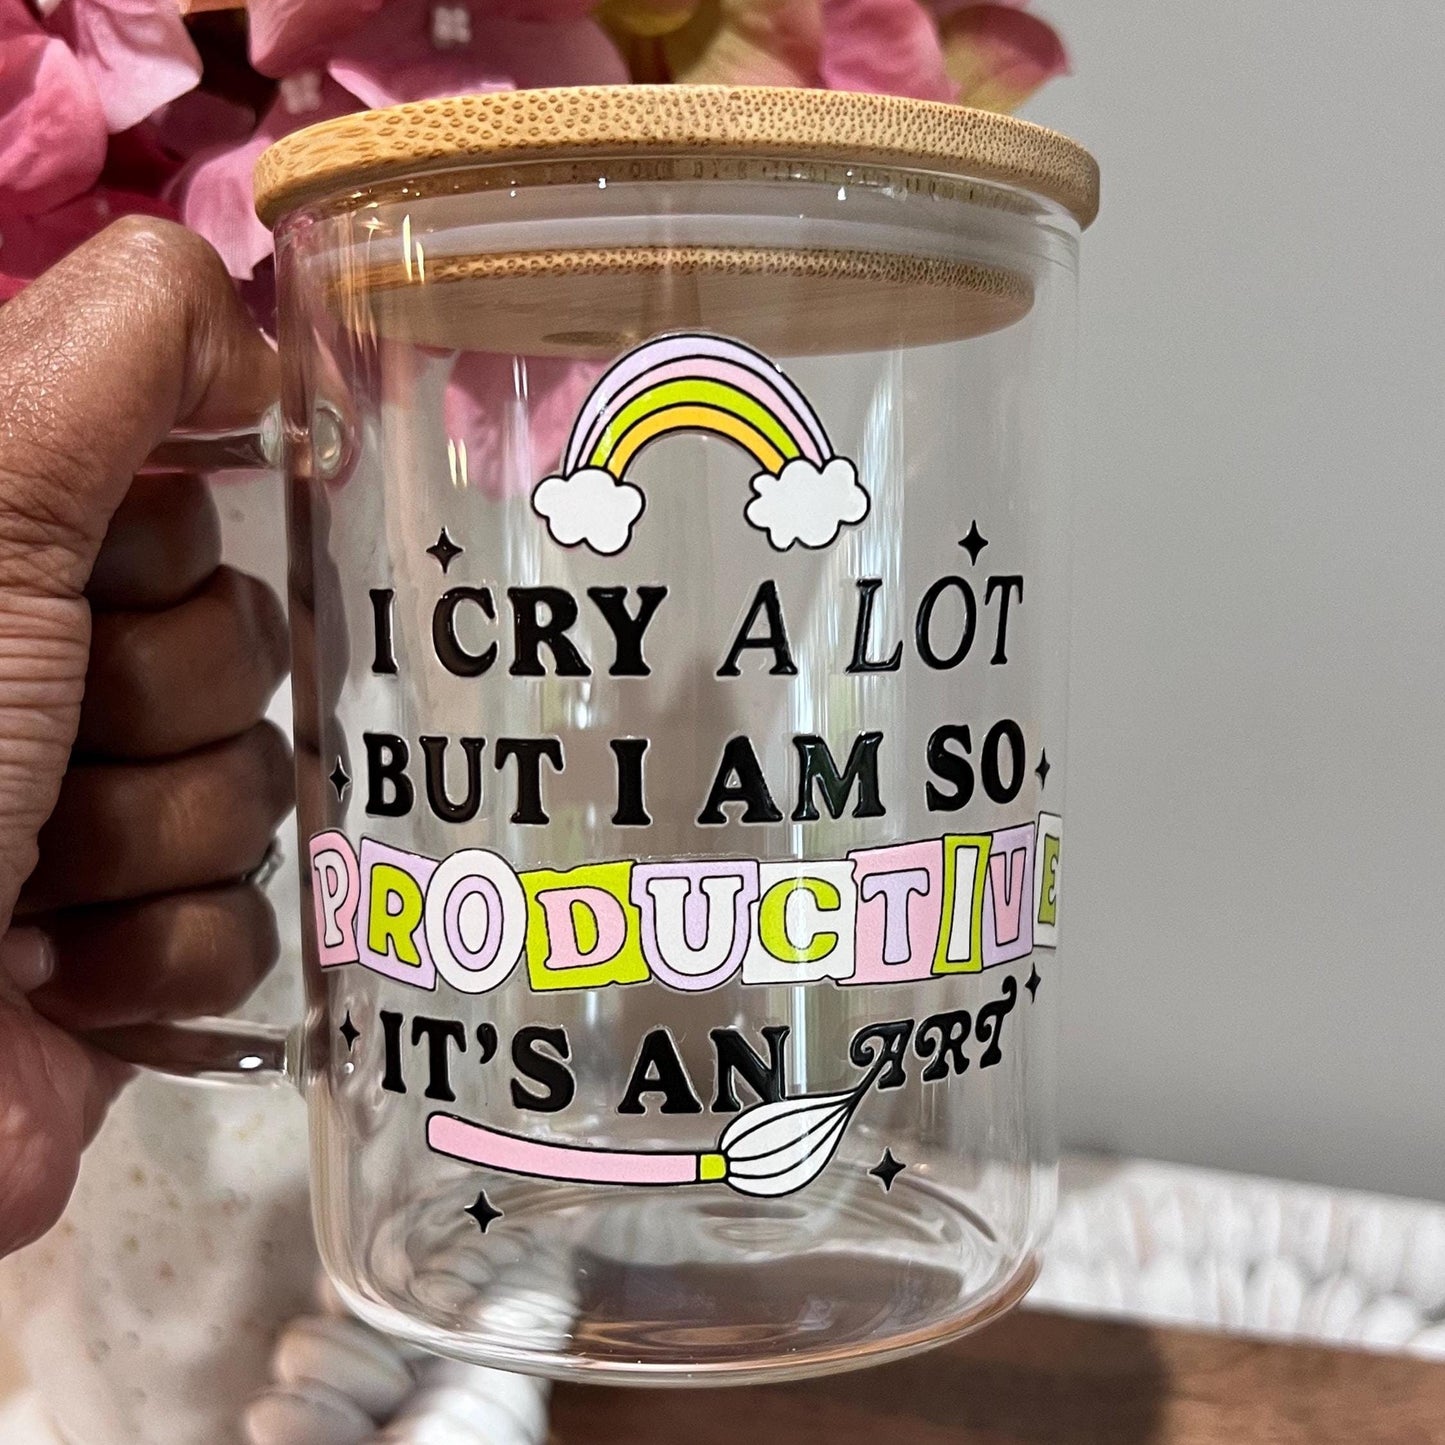 I CRY A LOT
BUT I AM SO
PRODUCTIVE
IT'S AN ART